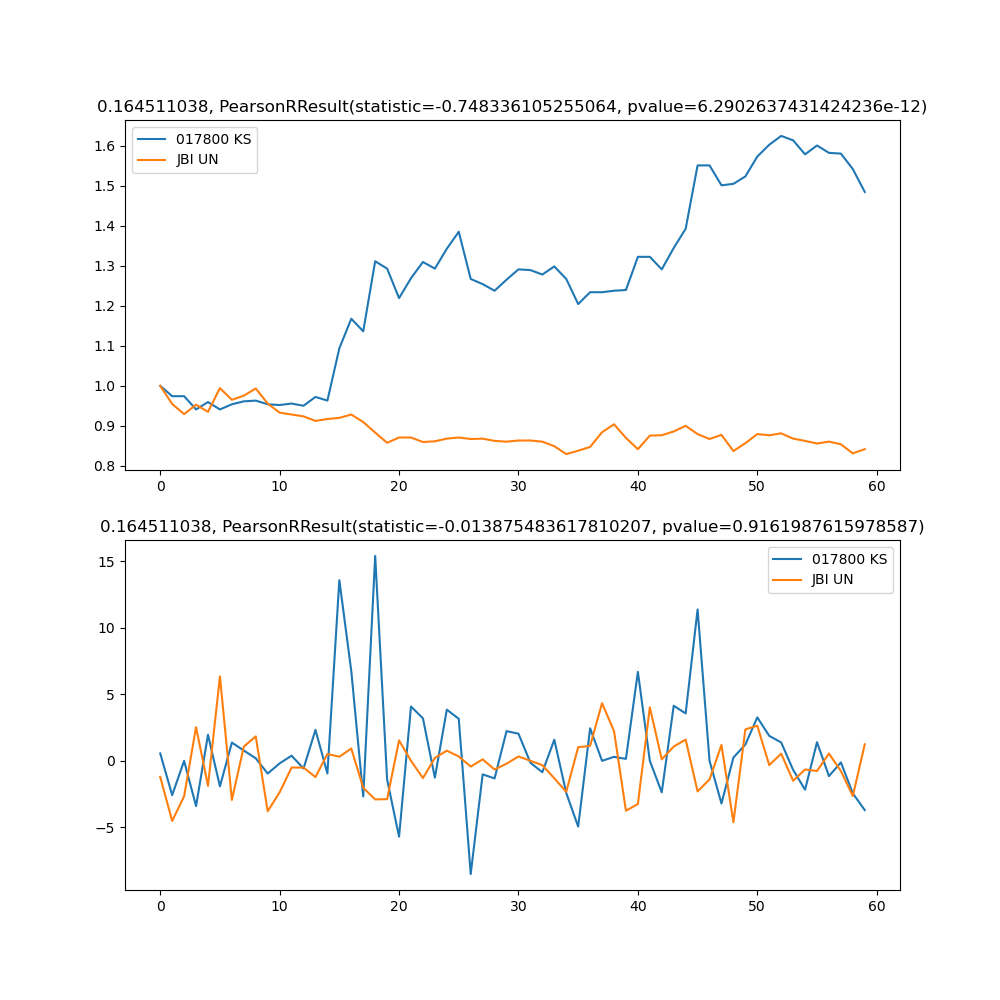 0.164511038, PearsonRResult(statistic=-0.748336105255064, pvalue=6.2902637431424236e-12)
017800 KS
JBI UN
1.6
1.5
1.4
1.3
1.2
1.1
1.0
0.9
0.8
0 10 20 30 40 50 60
0.164511038, PearsonRResult(statistic=-0.013875483617810207, pvalue=0.9161987615978587)
017800 KS
JBI UN
15
10
5
0
−5
0 10 20 30 40 50 60